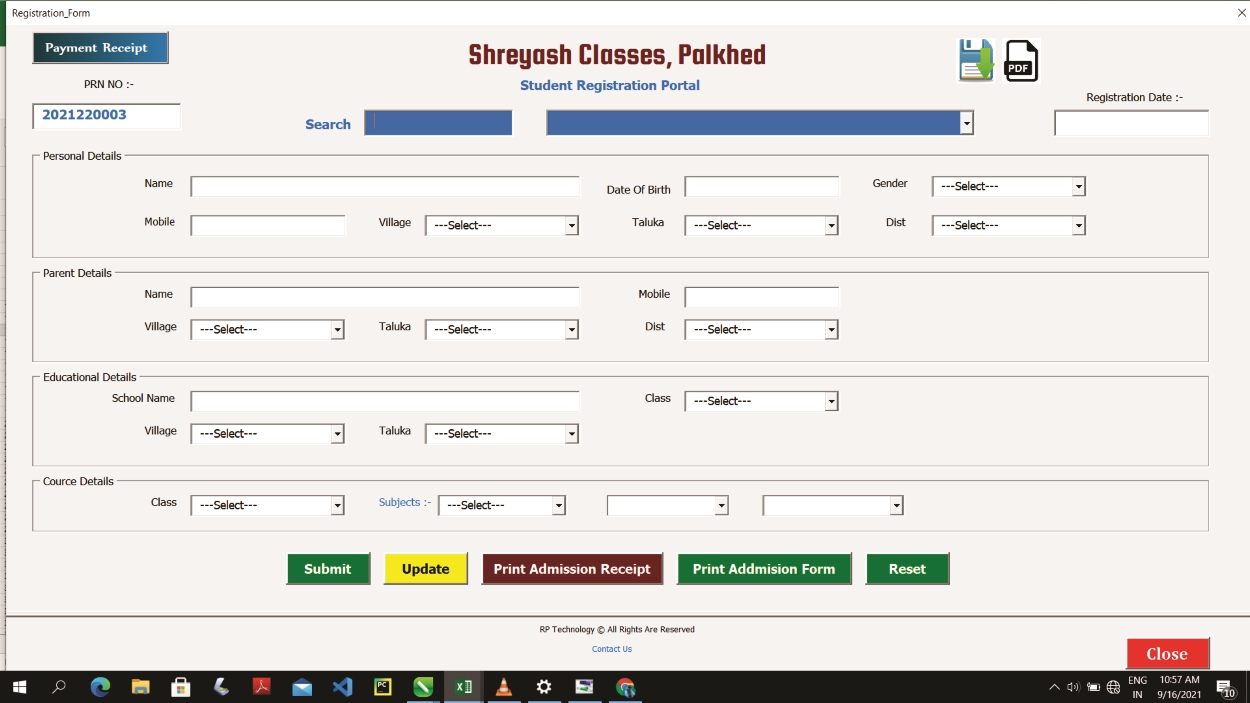 Registration_Form
Payment Receipt
Shreyash Classes, Palkhed
PDF
PRN NO :-
Student Registration Portal
Registration Date :-
2021220003
Search
Personal Details
Name
Date Of Birth
Gender
---Select---
Mobile
Village
---Select---
Taluka
---Select---
Dist
---Select---
Parent Details
Name
Mobile
Village
---Select---
Taluka
---Select---
Dist
---Select---
Educational Details
School Name
Class
---Select---
Village
---Select---
Taluka
---Select---
Cource Details
Class
---Select---
Subjects :-
---Select---
Submit
Update
Print Admission Receipt
Print Addmision Form
Reset
RP Technology © All Rights Are Reserved
Contact Us
Close
PC
ENG
IN
10:57 AM
9/16/2021
10